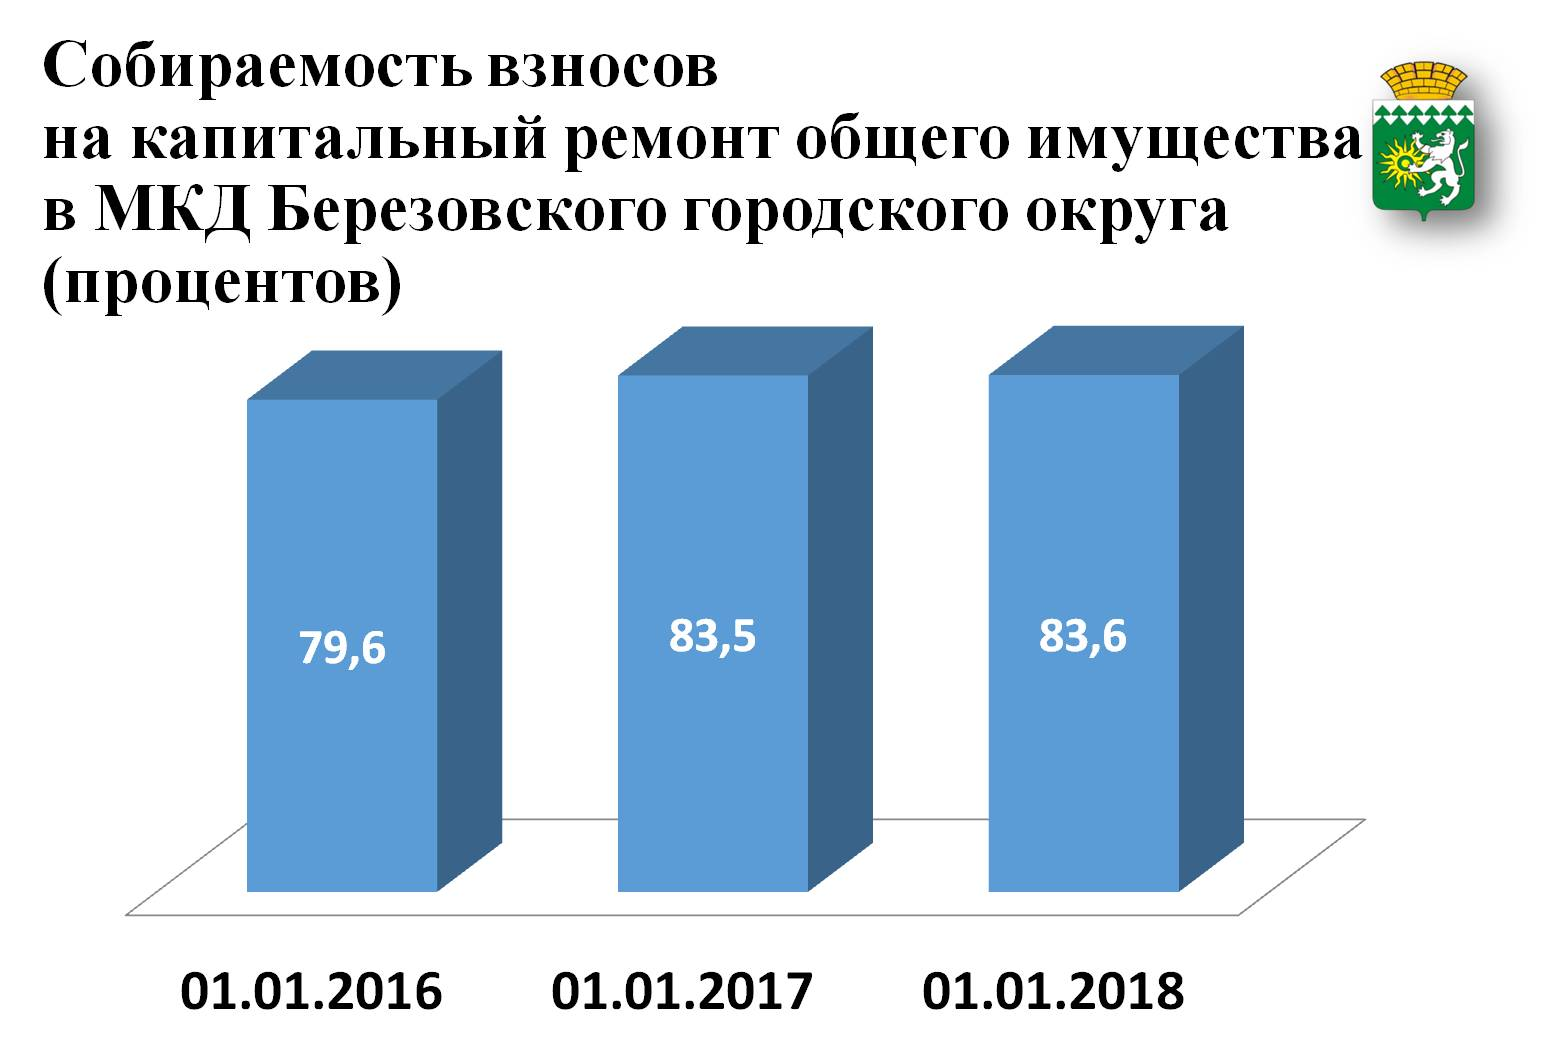 Собираемость взносов
на капитальный ремонт общего имущества
в МКД Березовского городского округа
(процентов)
79,6
83,5
83,6
01.01.2016
01.01.2017
01.01.2018